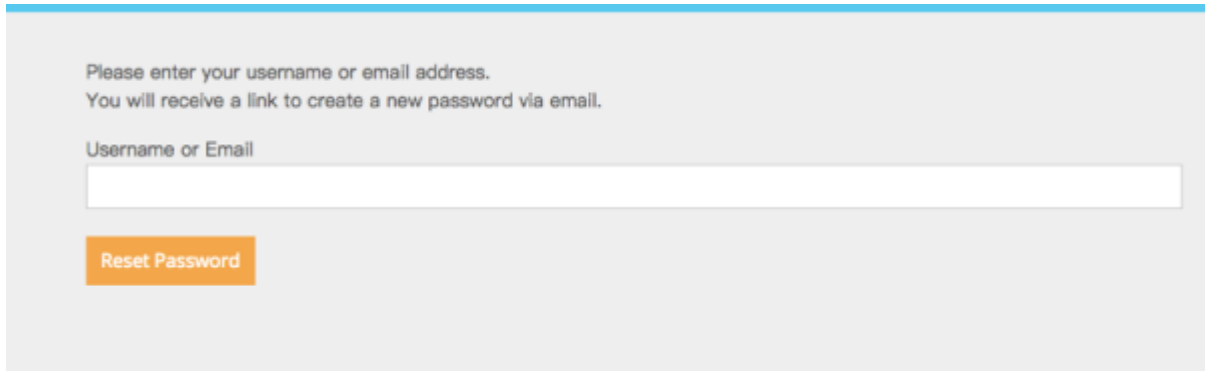 Please enter your username or email address.
You will receive a link to create a new password via email.
Username or Email
Reset Password